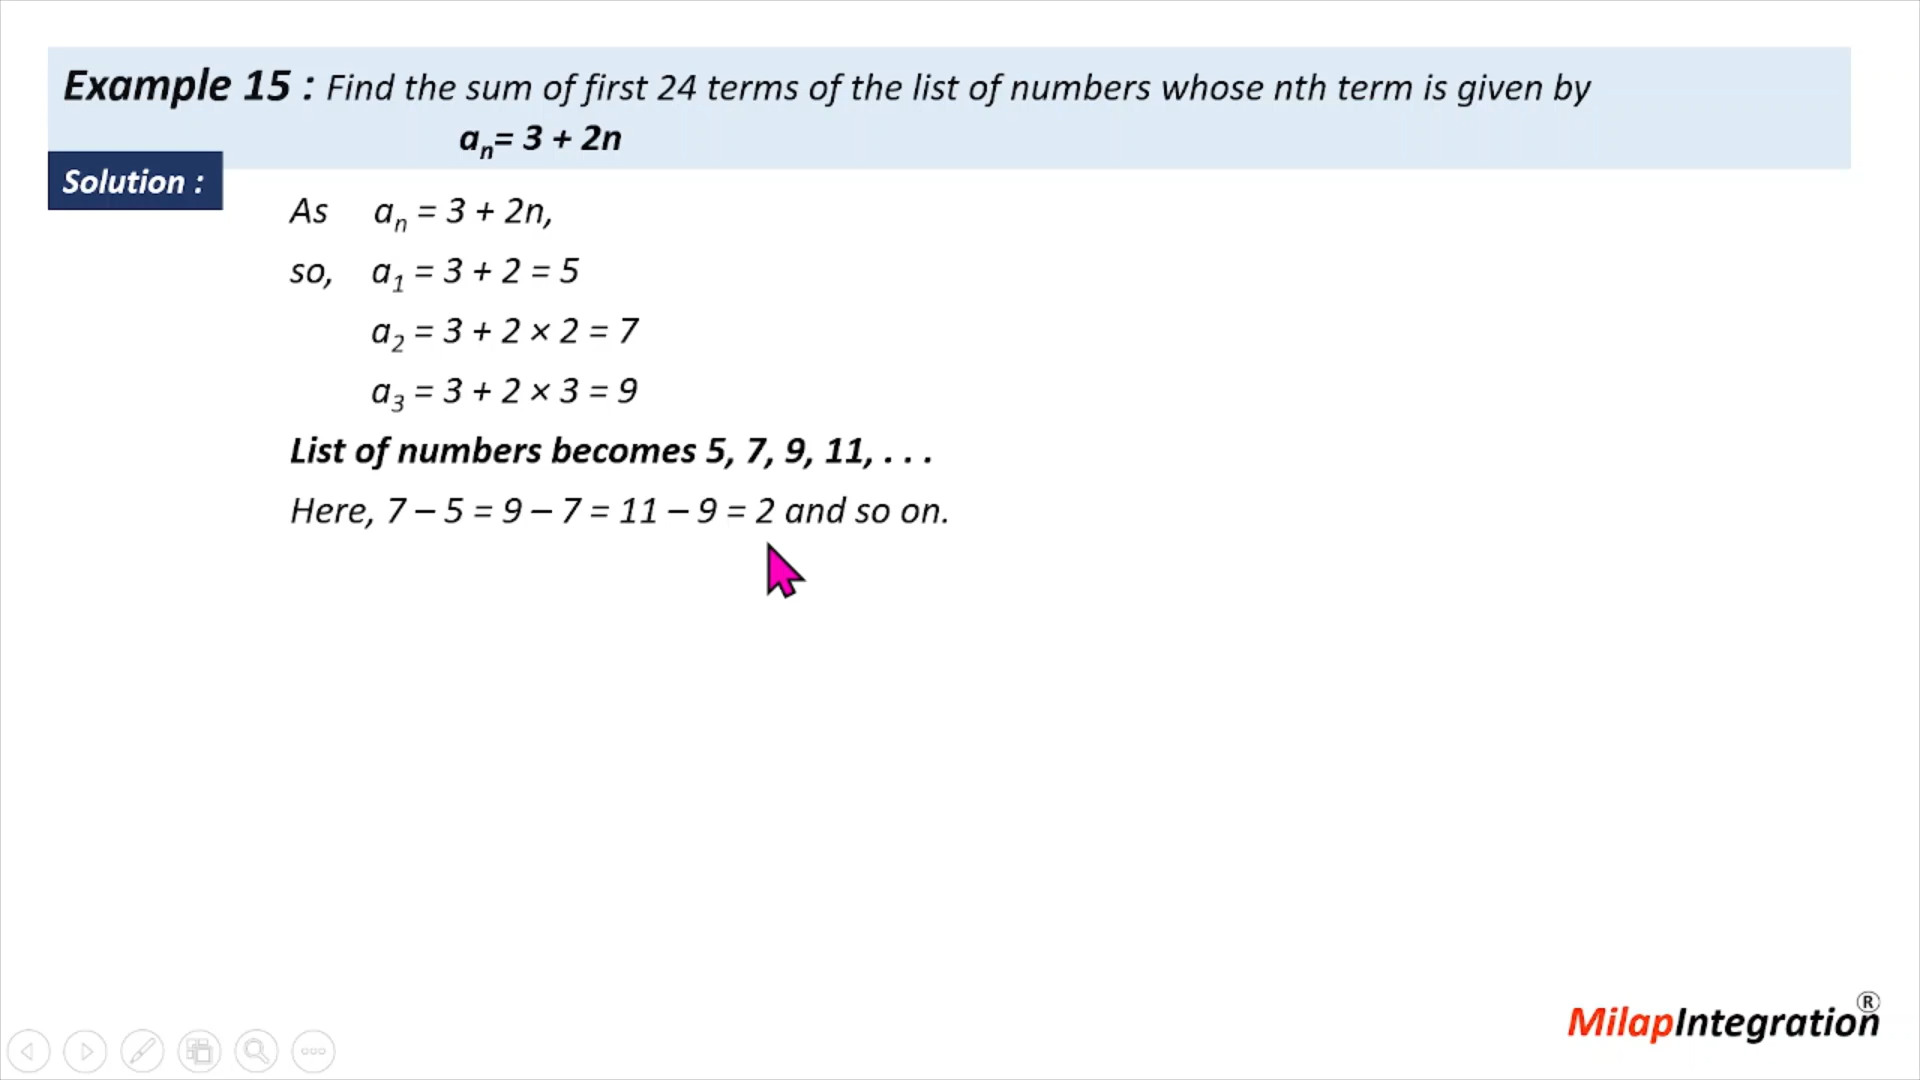 Example 15 : Find the sum of first 24 terms of the list of numbers whose nth term is given by
aₙ= 3 + 2n
Solution :
As aₙ = 3 + 2n,
so, a₁ = 3 + 2 = 5
a₂ = 3 + 2 × 2 = 7
a₃ = 3 + 2 × 3 = 9
List of numbers becomes 5, 7, 9, 11, . . .
Here, 7 – 5 = 9 – 7 = 11 – 9 = 2 and so on.
MilapIntegration®